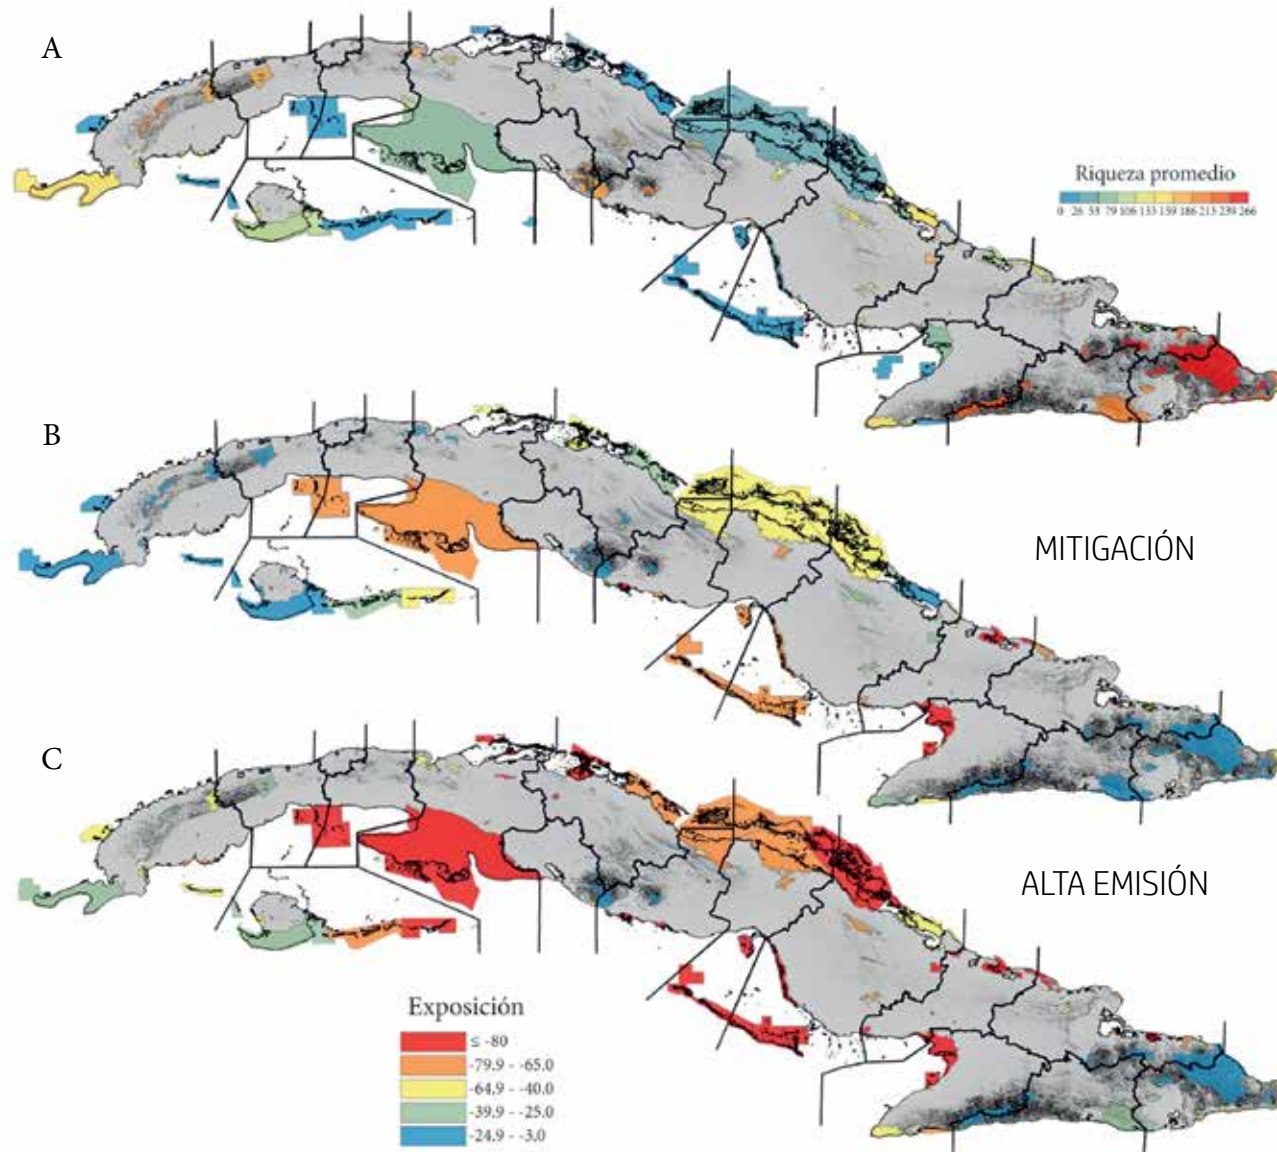 A
Riqueza promedio
0 26 53 79 106 133 159 186 213 239 266
B
MITIGACIÓN
C
ALTA EMISIÓN
Exposición
≤ -80
-79.9 - -65.0
-64.9 - -40.0
-39.9 - -25.0
-24.9 - -3.0